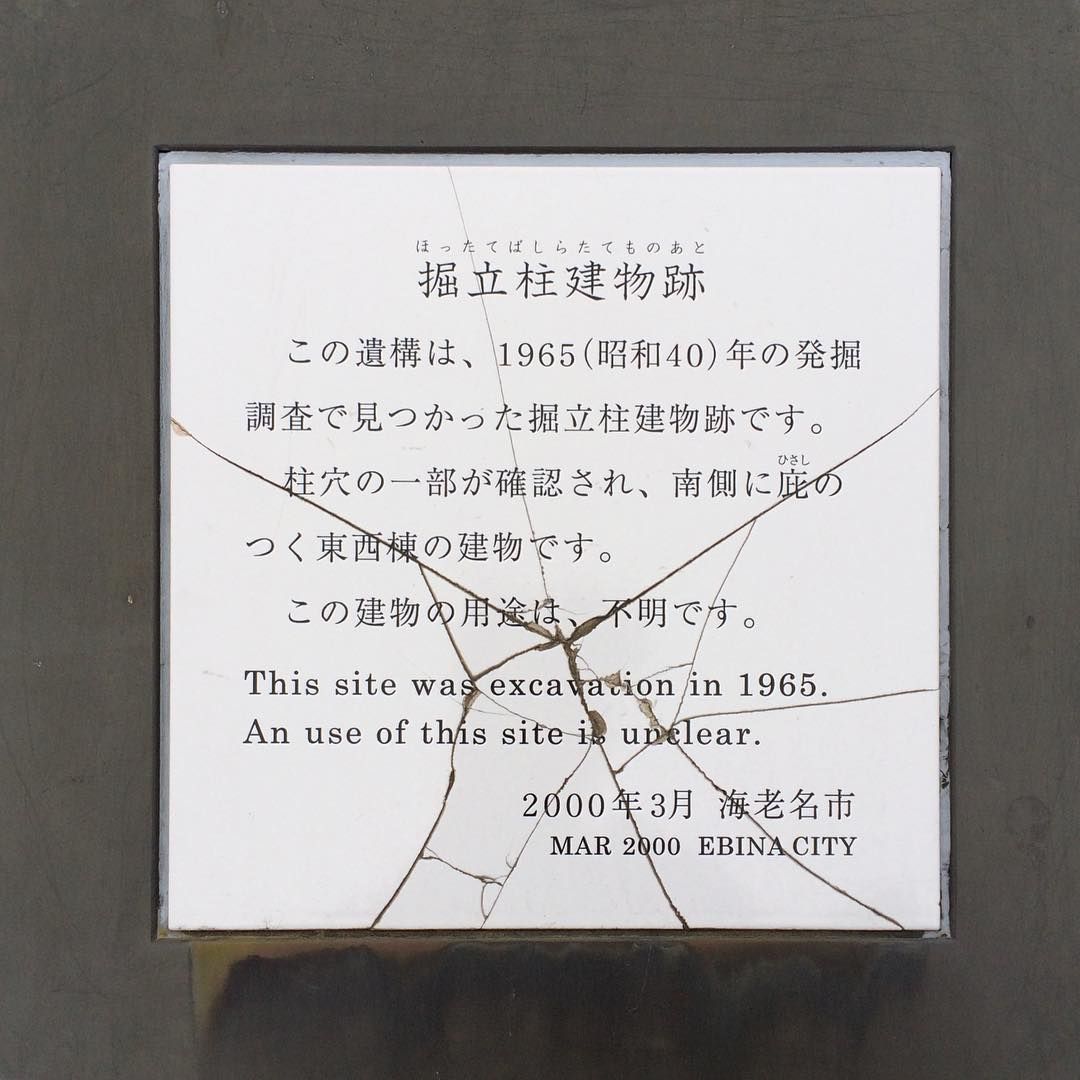 ほったてばしらたてものあと
掘立柱建物跡
この遺構は、1965(昭和40)年の発掘
調査で見つかった掘立柱建物跡です。
ひさし
柱穴の一部が確認され、南側に庇の
つく東西棟の建物です。
この建物の用途は、不明です。
This site was excavation in 1965.
An use of this site is unclear.
2000年3月 海老名市
MAR 2000 EBINA CITY